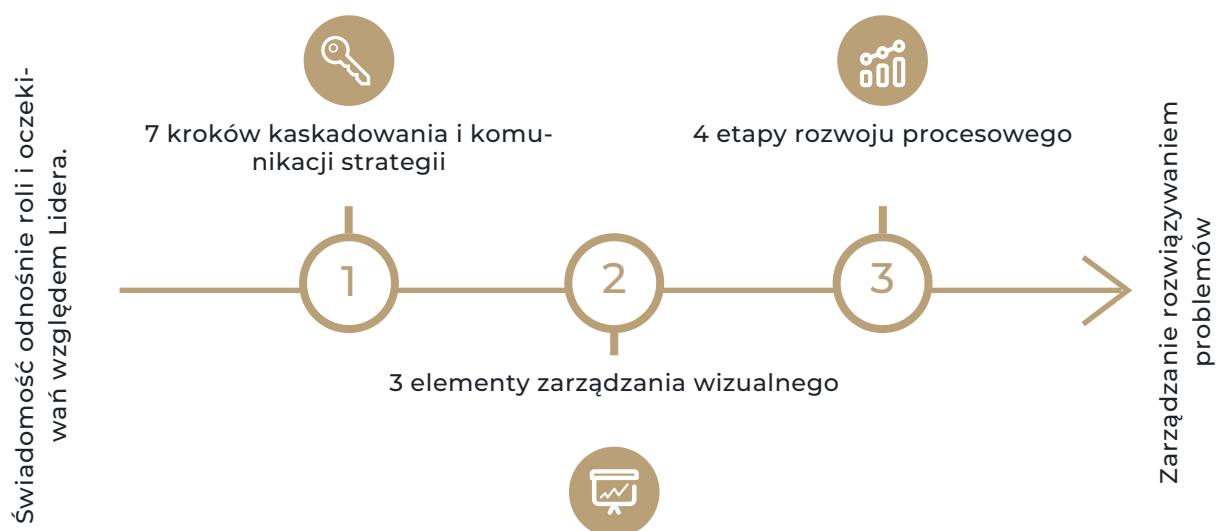 Świadomość odnośnie roli i oczeki-
wań względem Lidera.
7 kroków kaskadowania i komu-
nikacji strategii
4 etapy rozwoju procesowego
1
2
3
3 elementy zarządzania wizualnego
Zarządzanie rozwiązywaniem
problemów